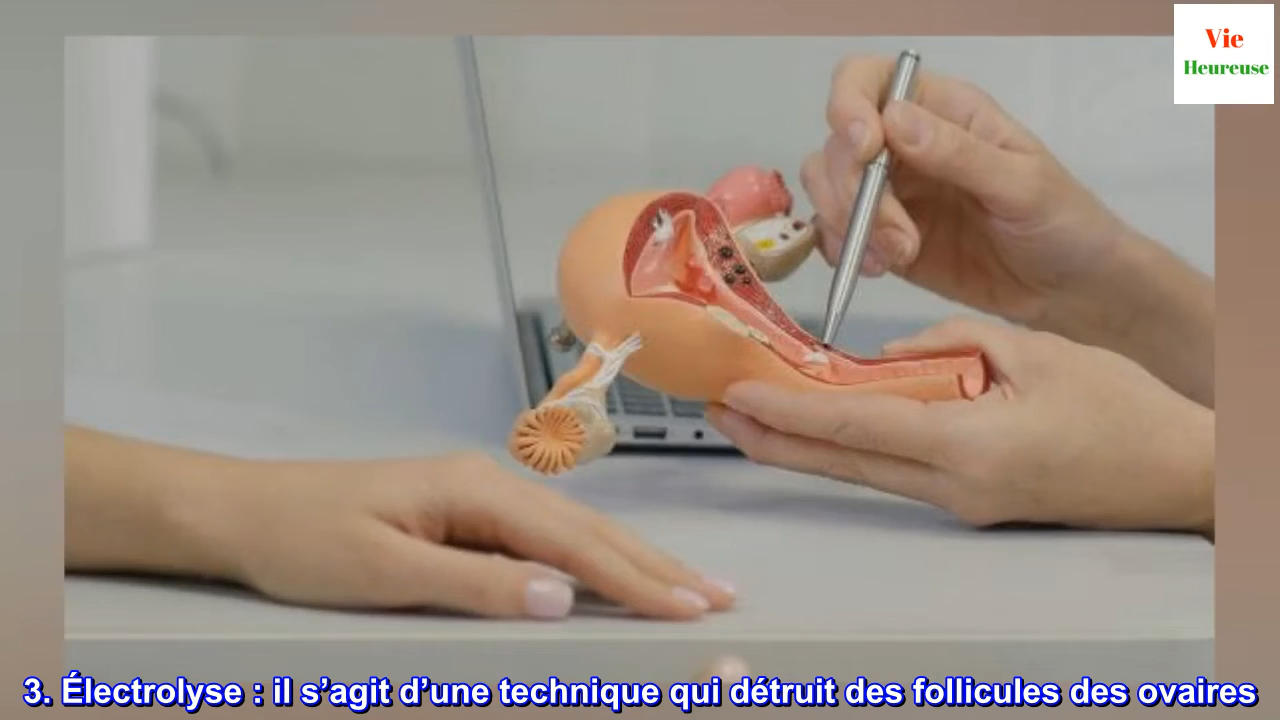 Vie
Heureuse
3. Électrolyse : il s’agit d’une technique qui détruit des follicules des ovaires